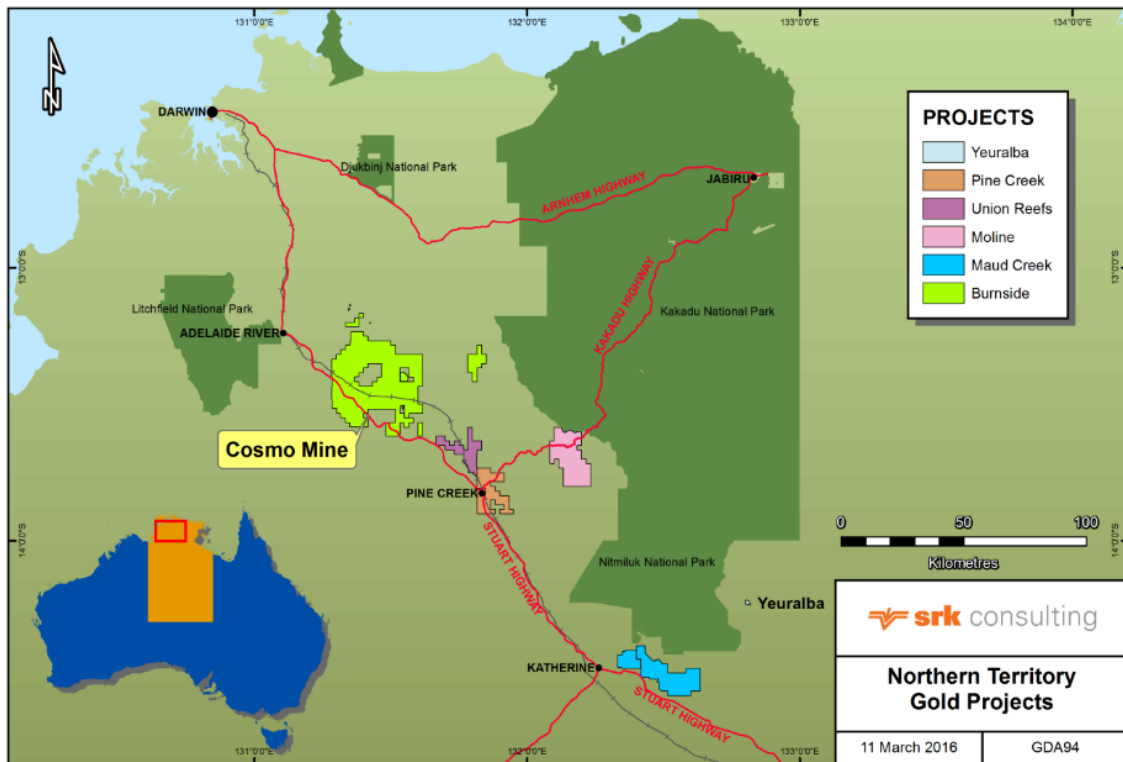 131°0'0"E
132°0'0"E
133°0'0"E
134°0'0"E
N
DARWIN
Djukbinj National Park
JABIRU
ARNHEM HIGHWAY
PROJECTS
Yeuralba
Pine Creek
Union Reefs
Moline
Maud Creek
Burnside
13°0'0"S
13°0'0"S
KAKADU HIGHWAY
Litchfield National Park
Kakadu National Park
ADELAIDE RIVER
Cosmo Mine
PINE CREEK
STUART HIGHWAY
0 50 100
Kilometres
14°0'0"S
14°0'0"S
Nitmiluk National Park
Yeuralba
srk consulting
KATHERINE
STUART HIGHWAY
Northern Territory
Gold Projects
11 March 2016 GDA94
131°0'0"E
132°0'0"E
133°0'0"E